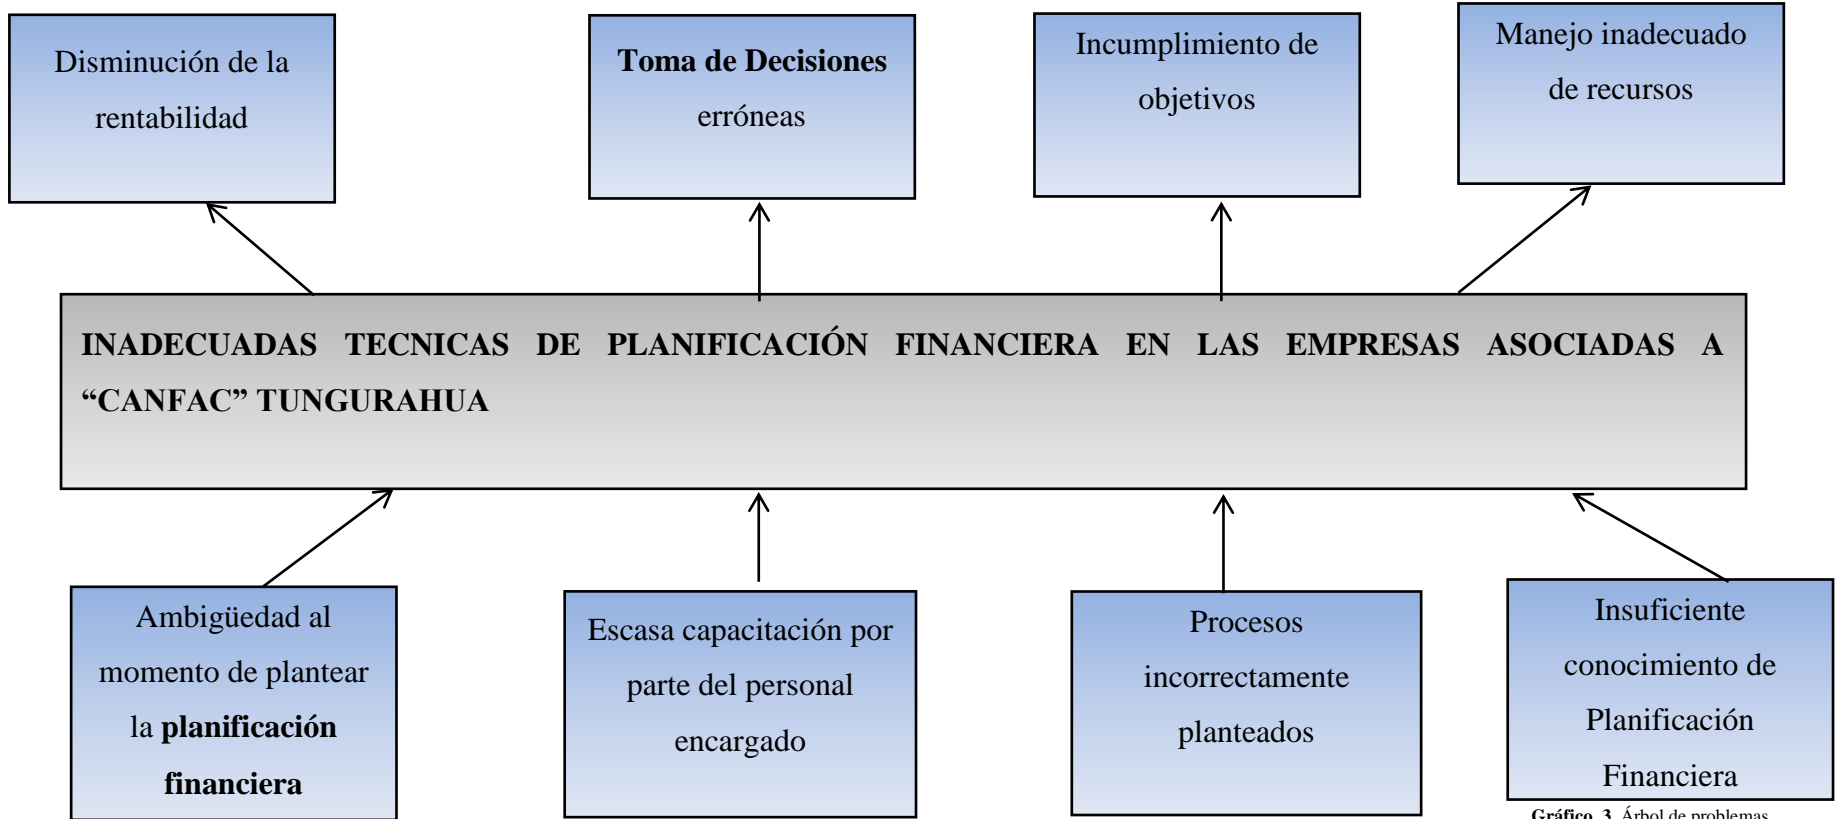 Disminución de la
rentabilidad
Toma de Decisiones
erróneas
Incumplimiento de
objetivos
Manejo inadecuado
de recursos
INADECUADAS TECNICAS DE PLANIFICACIÓN FINANCIERA EN LAS EMPRESAS ASOCIADAS A
“CANFAC” TUNGURAHUA
Ambigüedad al
momento de plantear
la planificación
financiera
Escasa capacitación por
parte del personal
encargado
Procesos
incorrectamente
planteados
Insuficiente
conocimiento de
Planificación
Financiera
Gráfico 3 Árbol de problemas